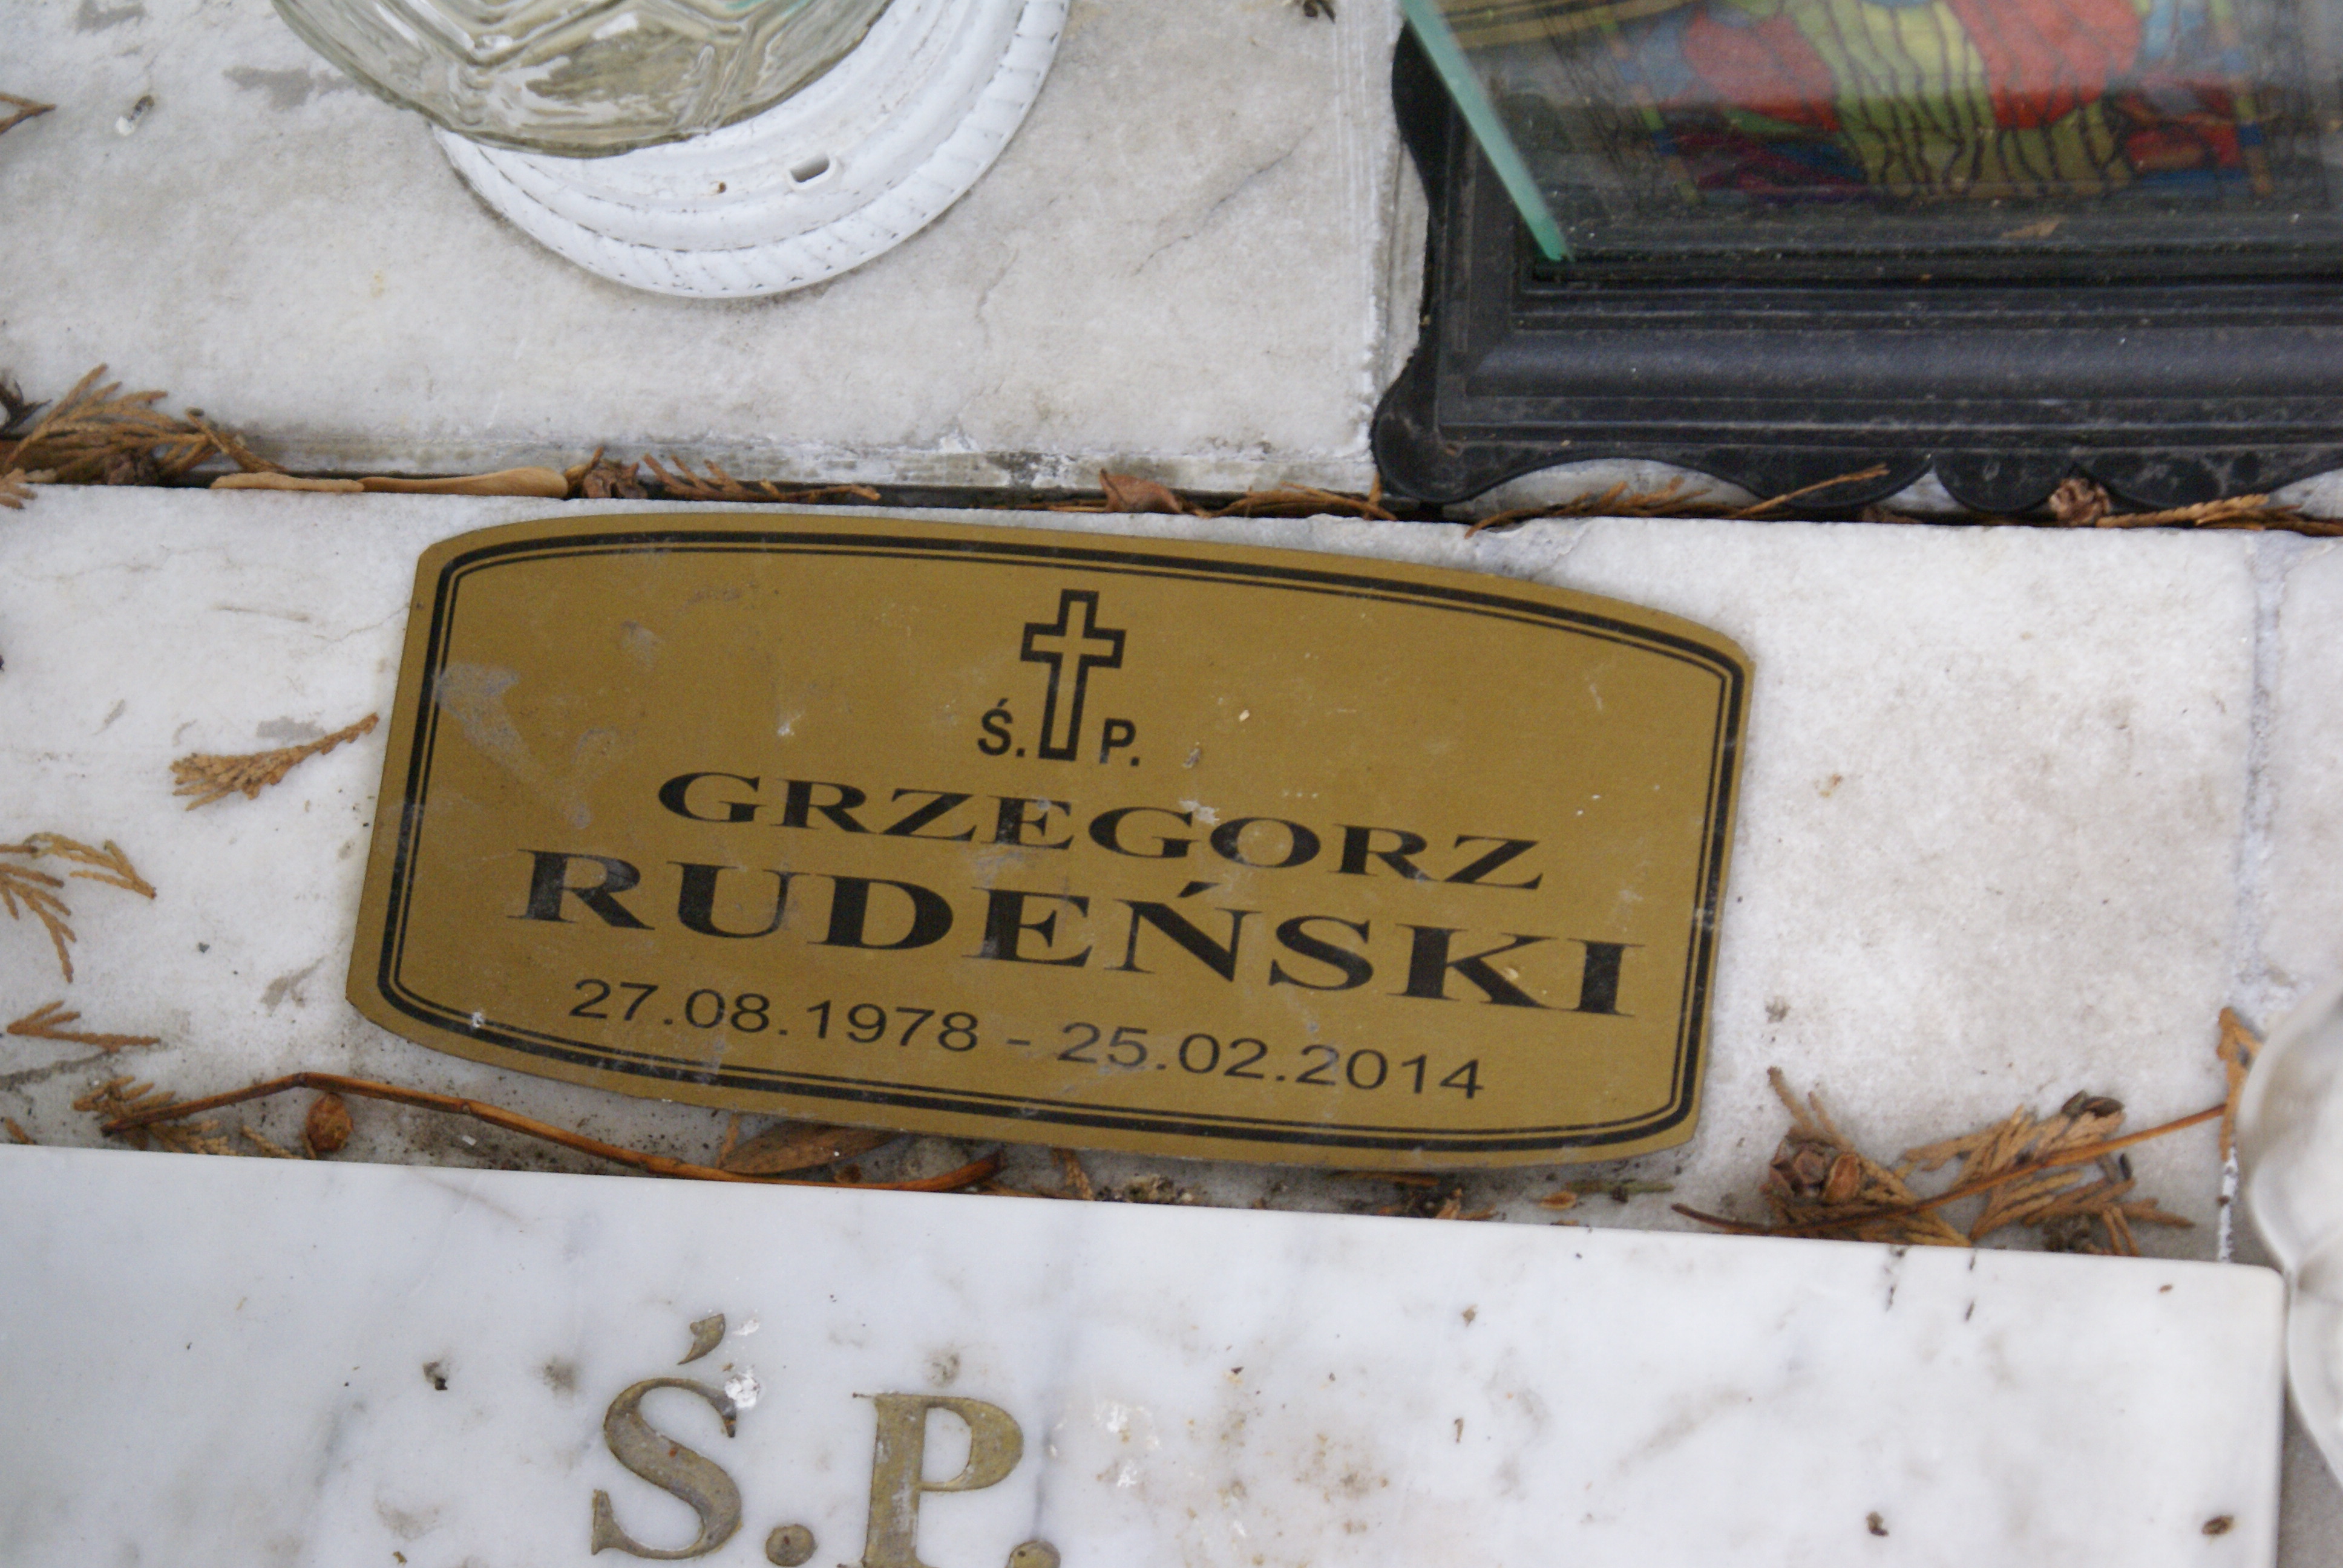 Ś. P.
GRZEGORZ
RUDEŃSKI
27.08.1978 - 25.02.2014
Ś.P.